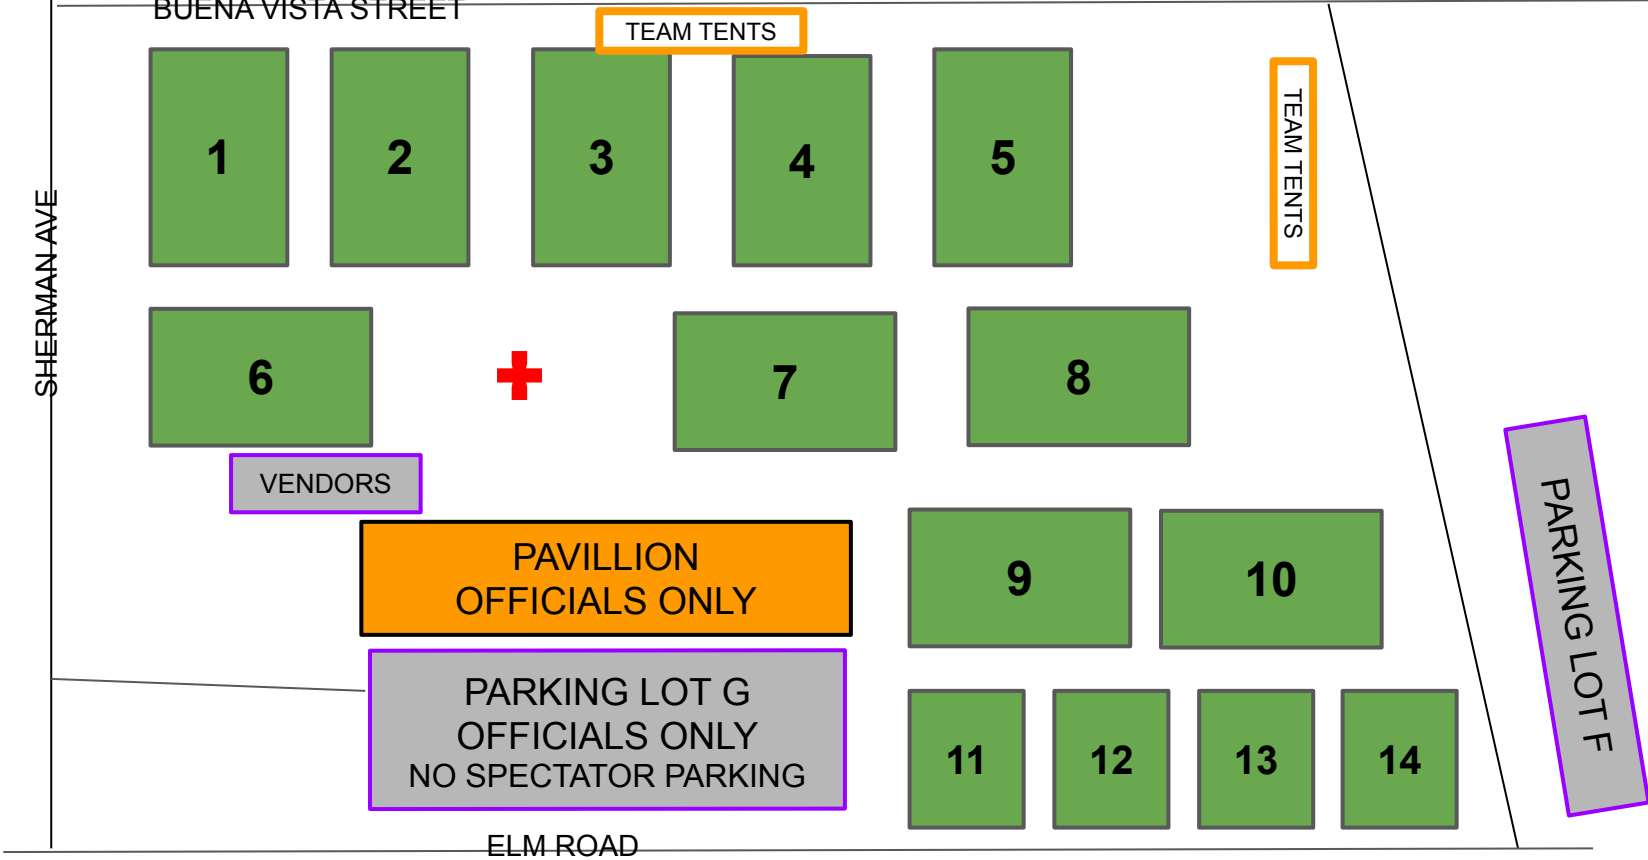 BUENA VISTA STREET
TEAM TENTS
TEAM TENTS
1
2
3
4
5
SHERMAN AVE
6
7
8
VENDORS
PAVILLION
OFFICIALS ONLY
9
10
PARKING LOT F
PARKING LOT G
OFFICIALS ONLY
NO SPECTATOR PARKING
11
12
13
14
ELM ROAD